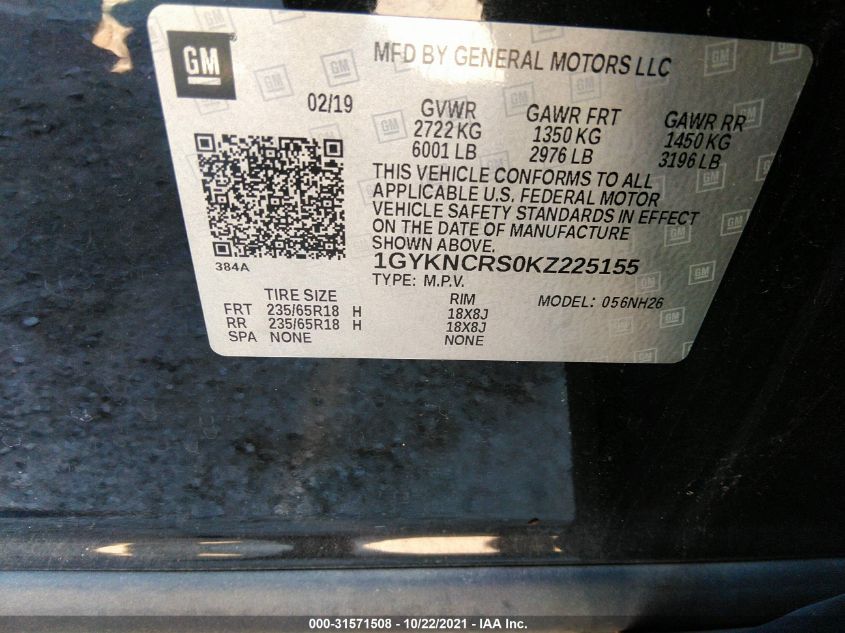 GM
MFD BY GENERAL MOTORS LLC
02/19
GVWR GAWR FRT GAWR RR
2722 KG 1350 KG 1450 KG
6001 LB 2976 LB 3196 LB
THIS VEHICLE CONFORMS TO ALL
APPLICABLE U.S. FEDERAL MOTOR
VEHICLE SAFETY STANDARDS IN EFFECT
ON THE DATE OF MANUFACTURE
SHOWN ABOVE.
384A
1GYKNCRS0KZ225155
TYPE: M.P.V.
TIRE SIZE RIM MODEL: 056NH26
FRT 235/65R18 H 18X8J
RR 235/65R18 H 18X8J
SPA NONE NONE
000-31571508 - 10/22/2021 - IAA Inc.